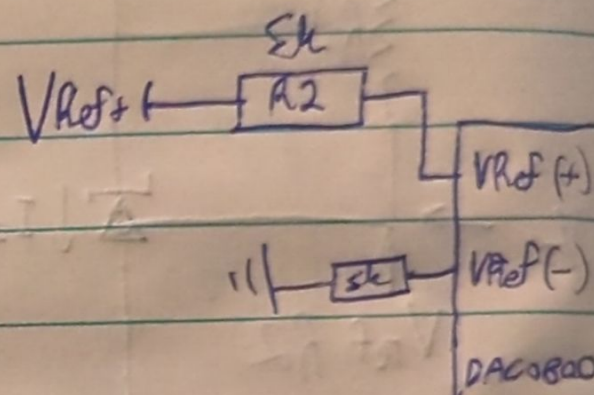 5k
VRef+
R2
VRef (+)
5k
VRef (-)
DAC0800